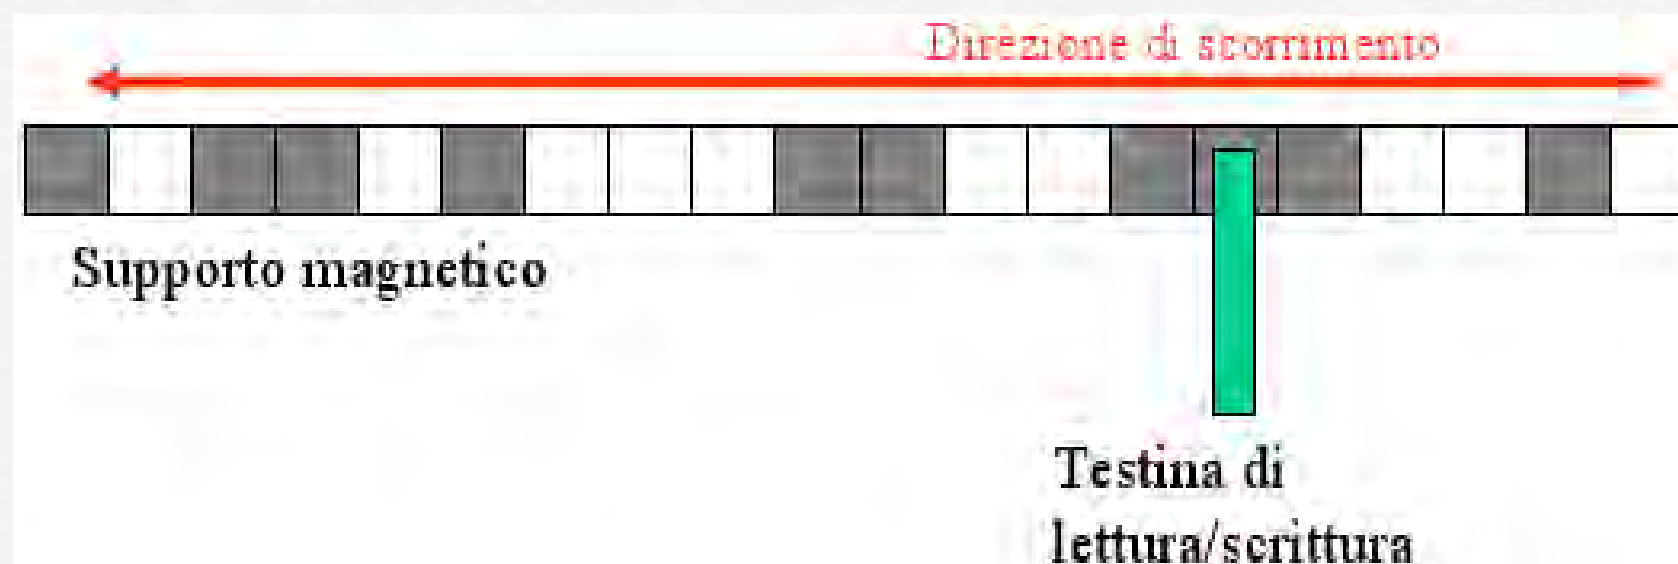 Direzione di scorrimento
Supporto magnetico
Testina di
lettura/scrittura